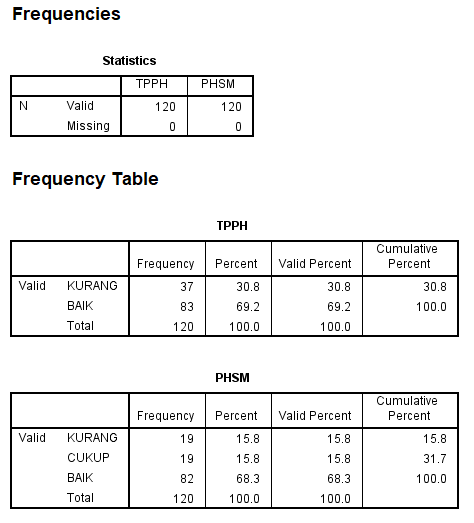 Frequencies
Statistics
TPPH PHSM
N Valid 120 120
Missing 0 0
Frequency Table
TPPH
Frequency Percent Valid Percent Cumulative Percent
Valid KURANG 37 30.8 30.8 30.8
BAIK 83 69.2 69.2 100.0
Total 120 100.0 100.0
PHSM
Frequency Percent Valid Percent Cumulative Percent
Valid KURANG 19 15.8 15.8 15.8
CUKUP 19 15.8 15.8 31.7
BAIK 82 68.3 68.3 100.0
Total 120 100.0 100.0